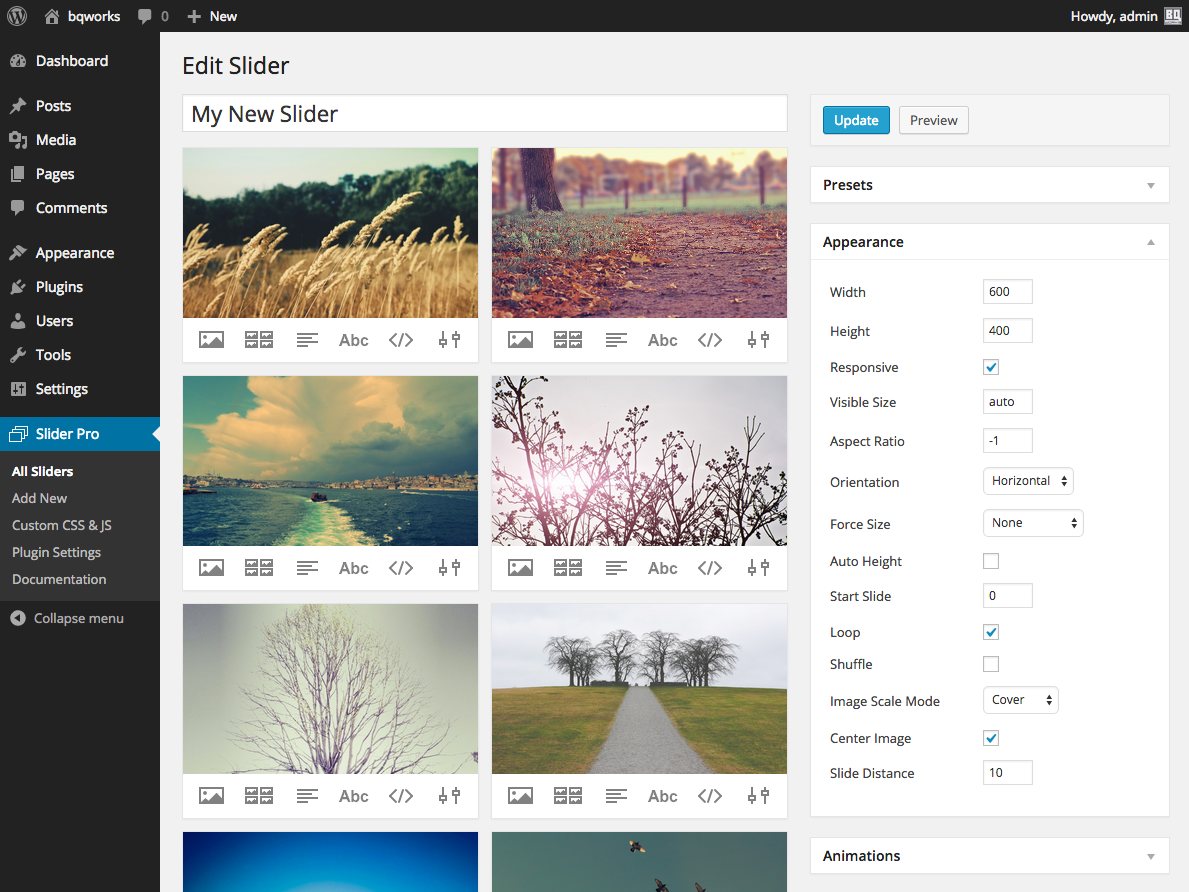 bqworks 0 New Howdy, admin BQ
Dashboard
Posts
Media
Pages
Comments
Appearance
Plugins
Users
Tools
Settings
Slider Pro
All Sliders
Add New
Custom CSS & JS
Plugin Settings
Documentation
Collapse menu
Edit Slider
My New Slider
Abc </> Abc </>
Abc </> Abc </>
Abc </> Abc </>
Update Preview
Presets
Appearance
Width 600
Height 400
Responsive
Visible Size auto
Aspect Ratio -1
Orientation Horizontal
Force Size None
Auto Height
Start Slide 0
Loop
Shuffle
Image Scale Mode Cover
Center Image
Slide Distance 10
Animations